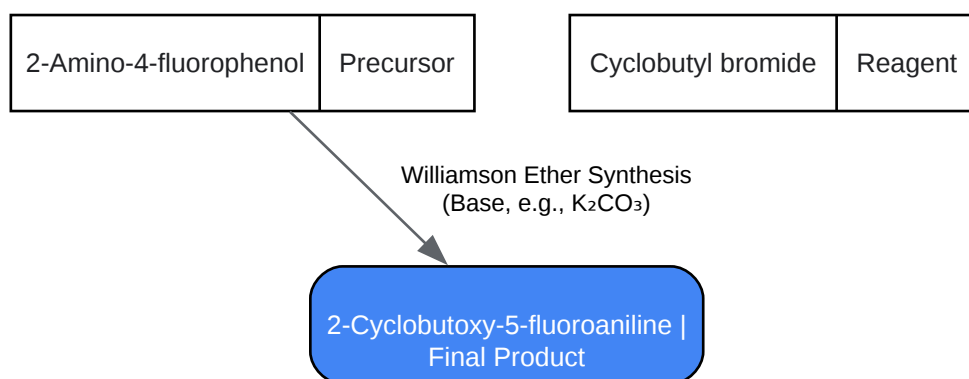 2-Amino-4-fluorophenol
Precursor
Cyclobutyl bromide
Reagent
Williamson Ether Synthesis
(Base, e.g., K₂CO₃)
2-Cyclobutoxy-5-fluoroaniline |
Final Product